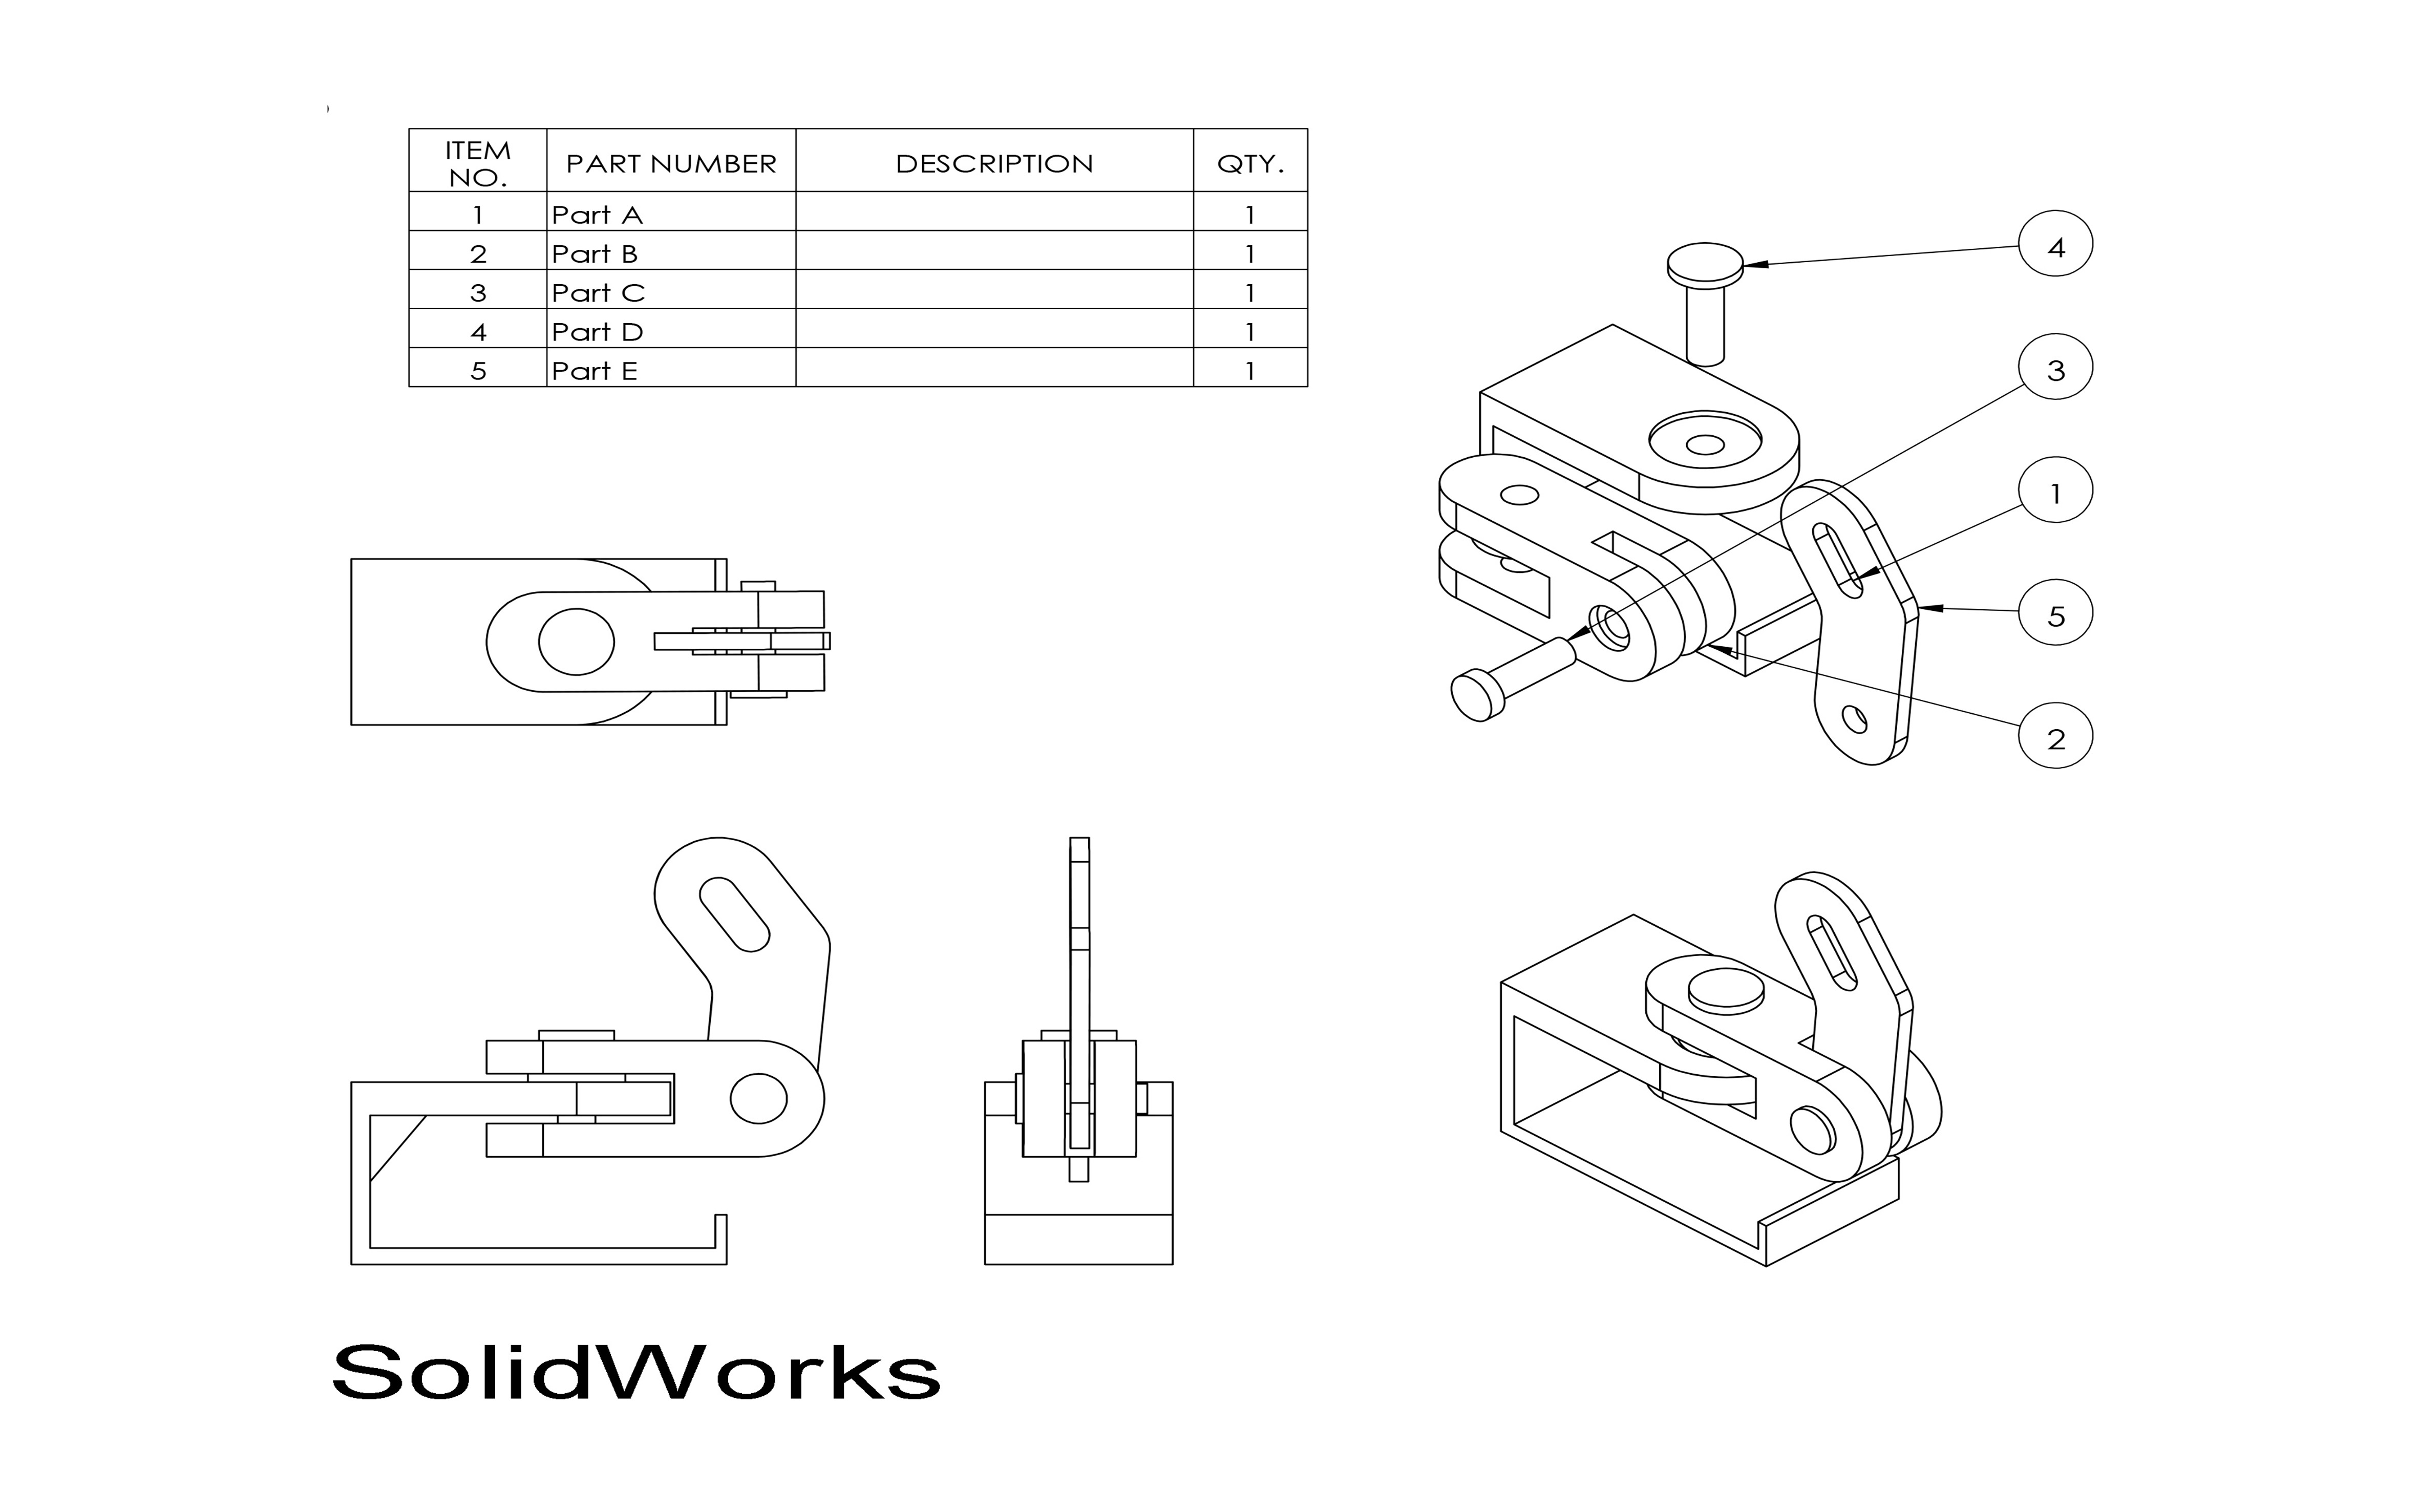 ITEM NO. PART NUMBER DESCRIPTION QTY.
1 Part A 1
2 Part B 1
3 Part C 1
4 Part D 1
5 Part E 1
4
3
1
5
2
SolidWorks